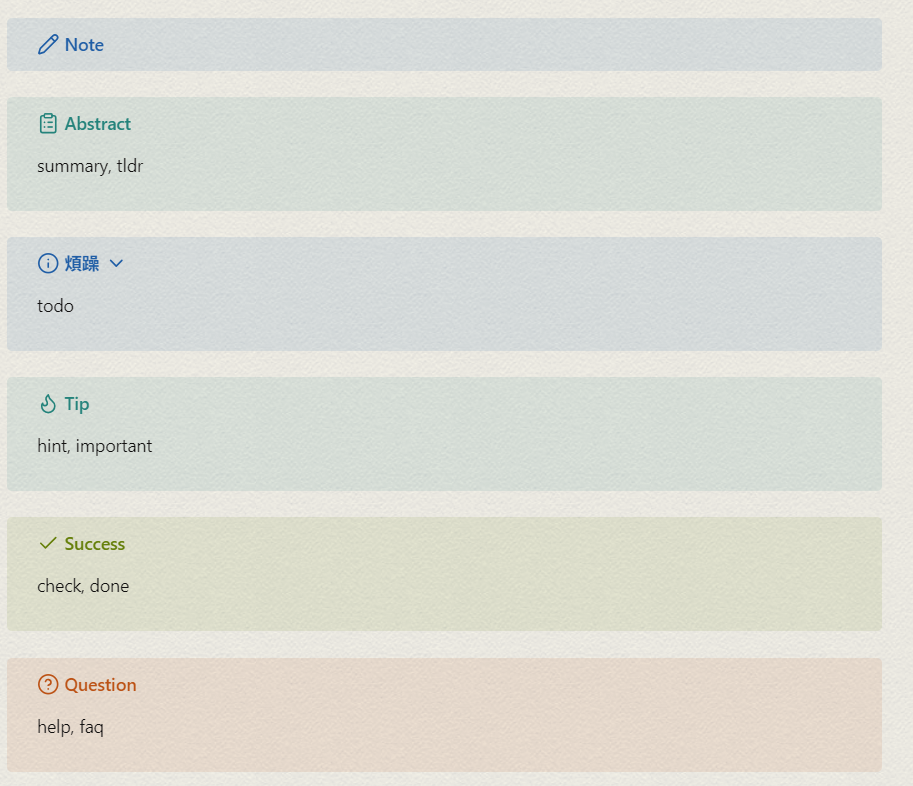 Note
Abstract
summary, tldr
煩躁
todo
Tip
hint, important
Success
check, done
Question
help, faq